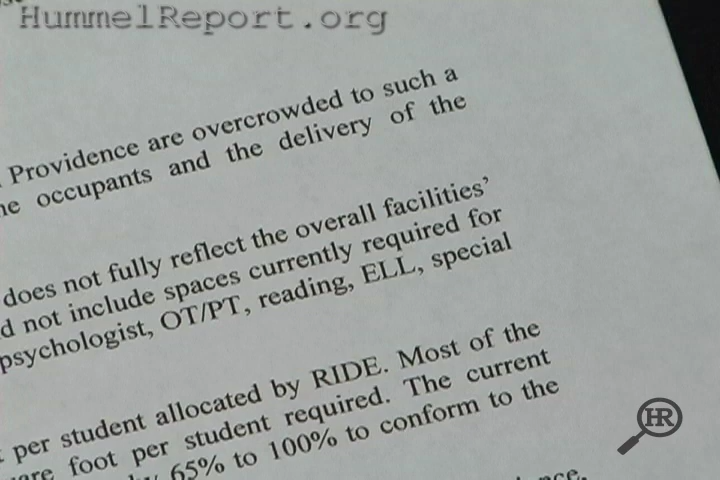 HummelReport.org
Providence are overcrowded to such a
occupants and the delivery of the
does not fully reflect the overall facilities’
not include spaces currently required for
psychologist, OT/PT, reading, ELL, special
per student allocated by RIDE. Most of the
foot per student required. The current
65% to 100% to conform to the
HR